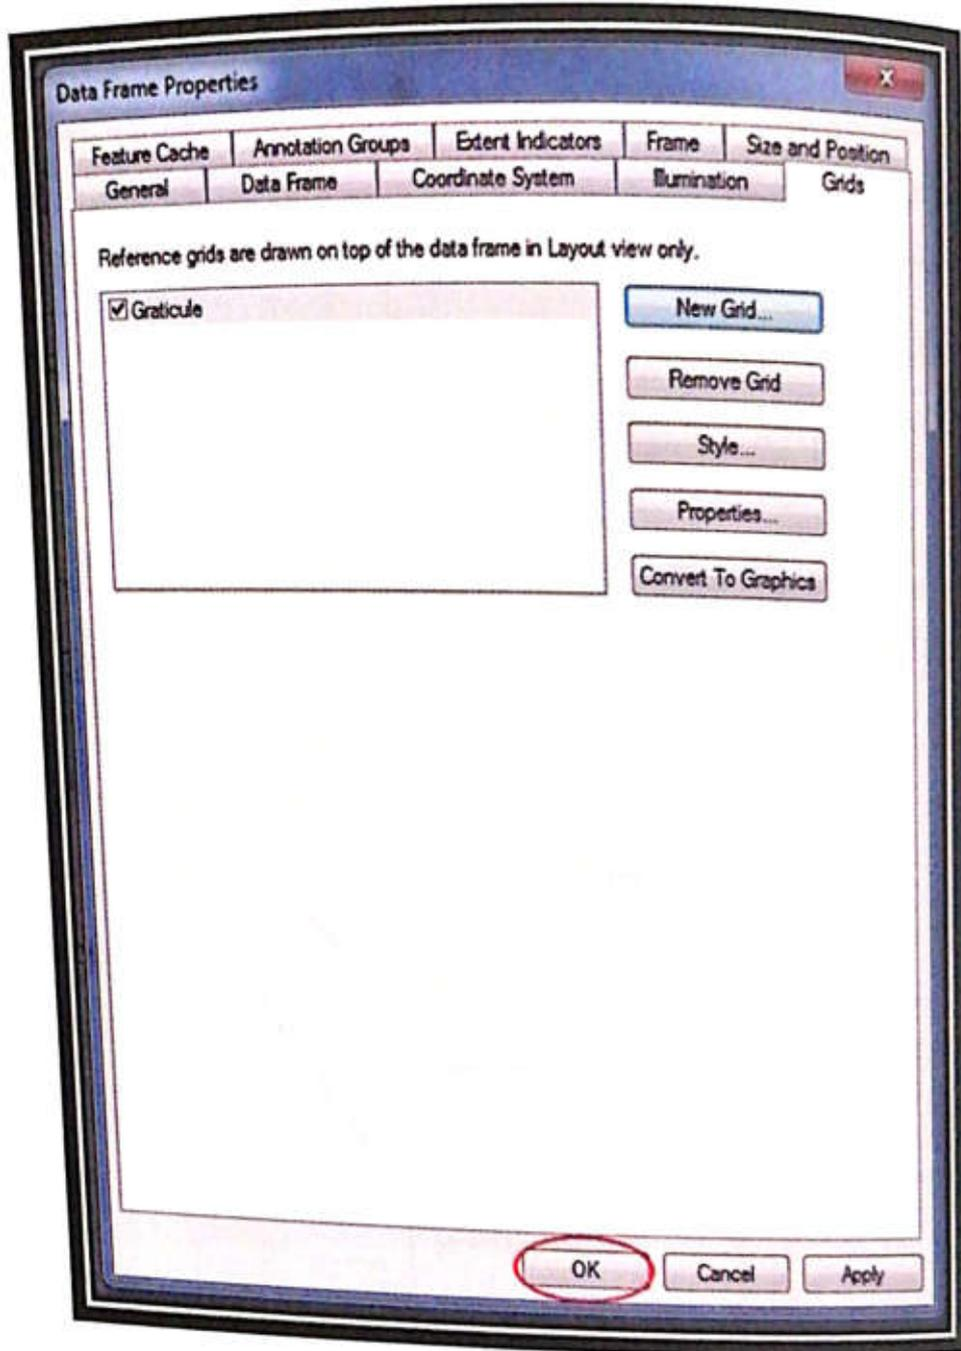 Data Frame Properties
x
Feature Cache Annotation Groups Extent Indicators Frame Size and Position
General Data Frame Coordinate System Illumination Grids
Reference grids are drawn on top of the data frame in Layout view only.
Graticule
New Grid...
Remove Grid
Style...
Properties...
Convert To Graphics
OK Cancel Apply